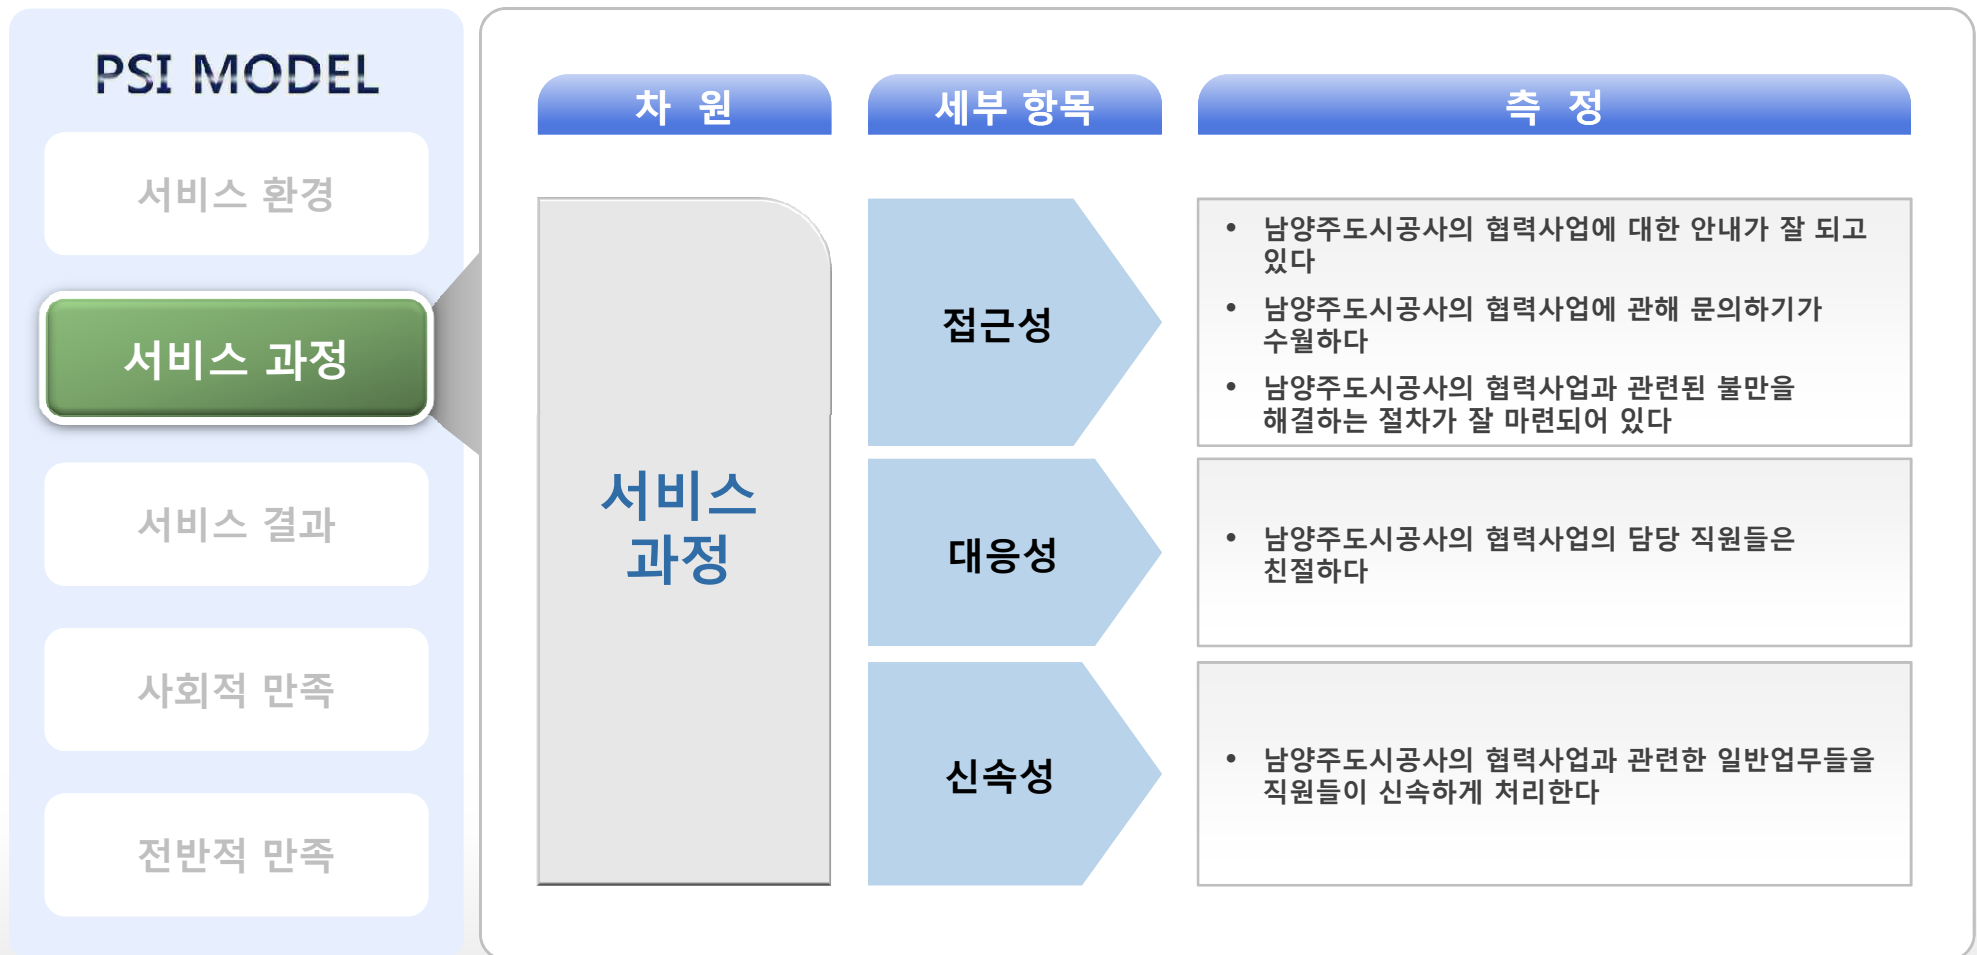 PSI MODEL
서비스 환경
서비스 과정
서비스 결과
사회적 만족
전반적 만족
차 원
세부 항목
측 정
서비스
과정
접근성
• 남양주도시공사의 협력사업에 대한 안내가 잘 되고
있다
• 남양주도시공사의 협력사업에 관해 문의하기가
수월하다
• 남양주도시공사의 협력사업과 관련된 불만을
해결하는 절차가 잘 마련되어 있다
대응성
• 남양주도시공사의 협력사업의 담당 직원들은
친절하다
신속성
• 남양주도시공사의 협력사업과 관련한 일반업무들을
직원들이 신속하게 처리한다